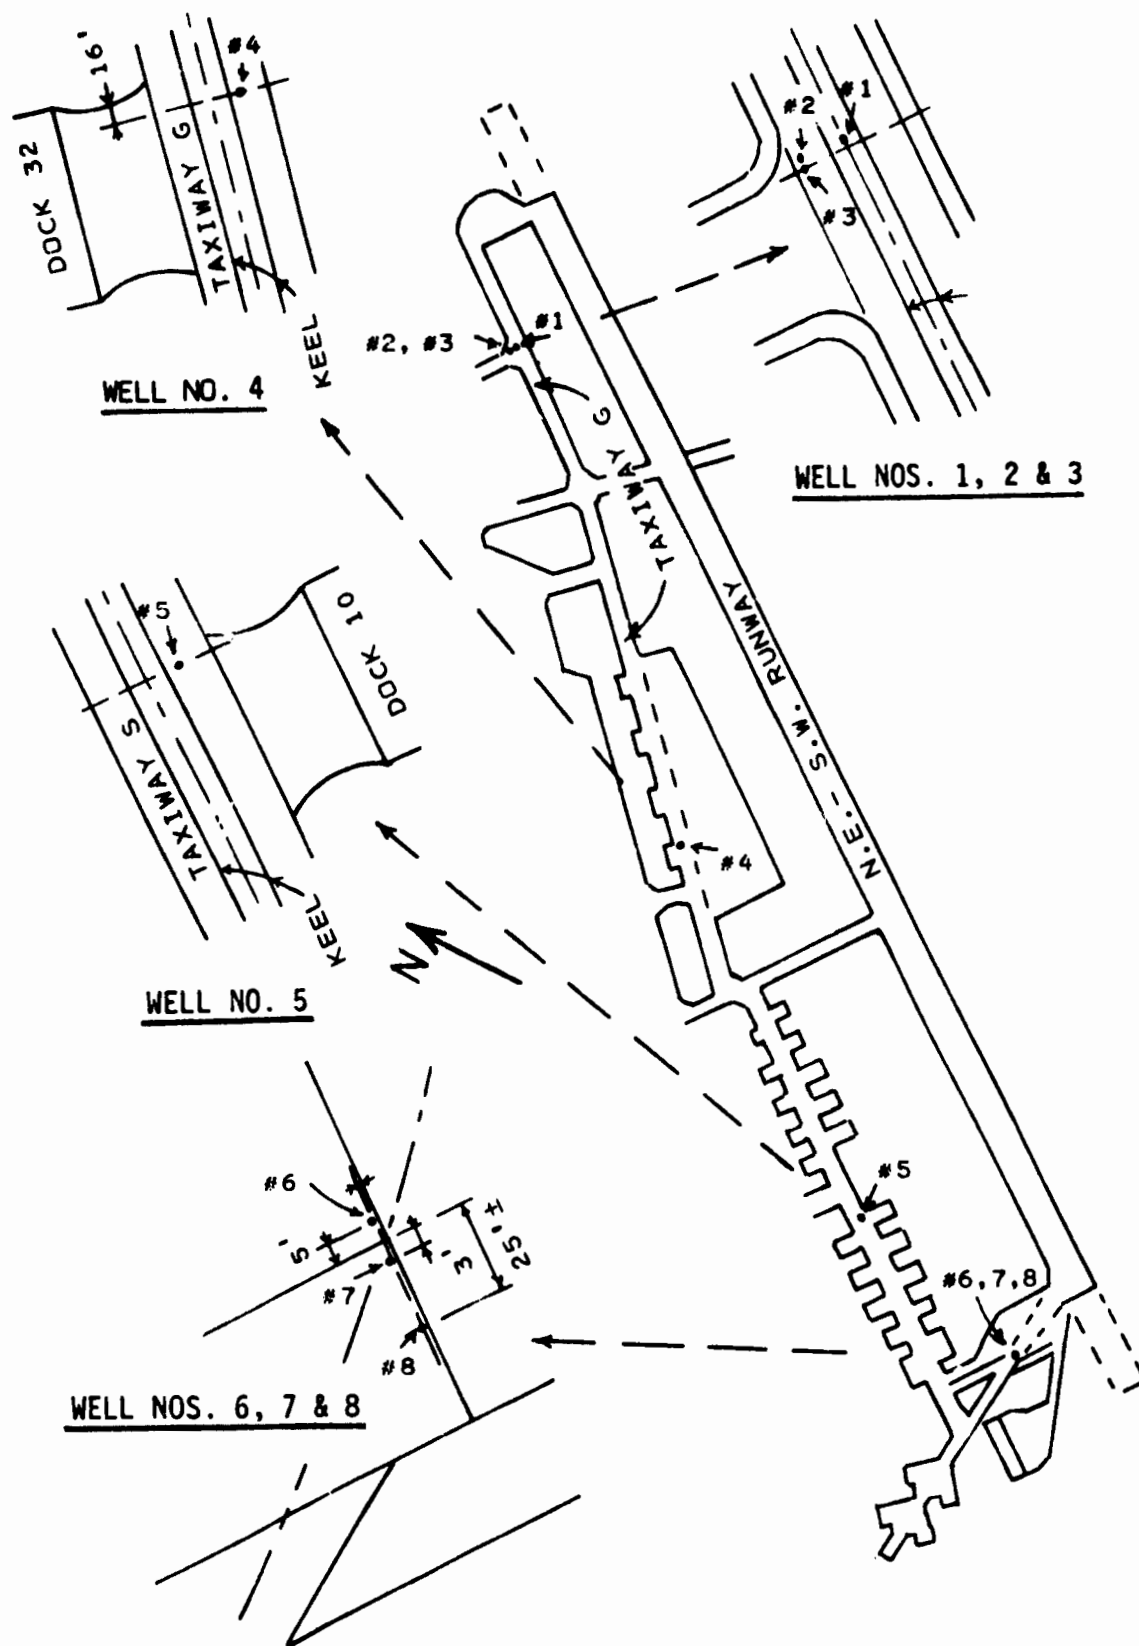 16'
#4
DOCK 32
TAXIWAY G
KEEL
WELL NO. 4
#2
#1
#3
WELL NOS. 1, 2 & 3
#2, #3
#1
TAXIWAY G
N.E. - S.W. RUNWAY
#4
#5
#6,7,8
#5
DOCK 10
TAXIWAY S
KEEL
WELL NO. 5
N
#6
5'
3'
25'±
#7
#8
WELL NOS. 6, 7 & 8